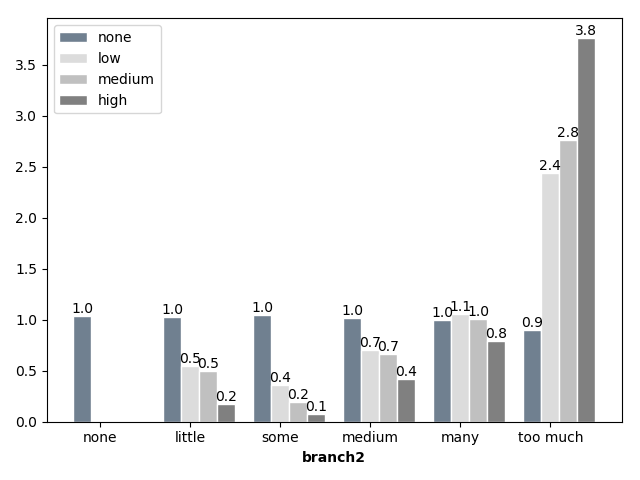 none
low
medium
high
3.5
3.0
2.5
2.0
1.5
1.0
0.5
0.0
1.0
1.0 0.5 0.5 0.2
1.0 0.4 0.2 0.1
1.0 0.7 0.7 0.4
1.0 1.1 1.0 0.8
0.9 2.4 2.8 3.8
none little some medium many too much
branch2